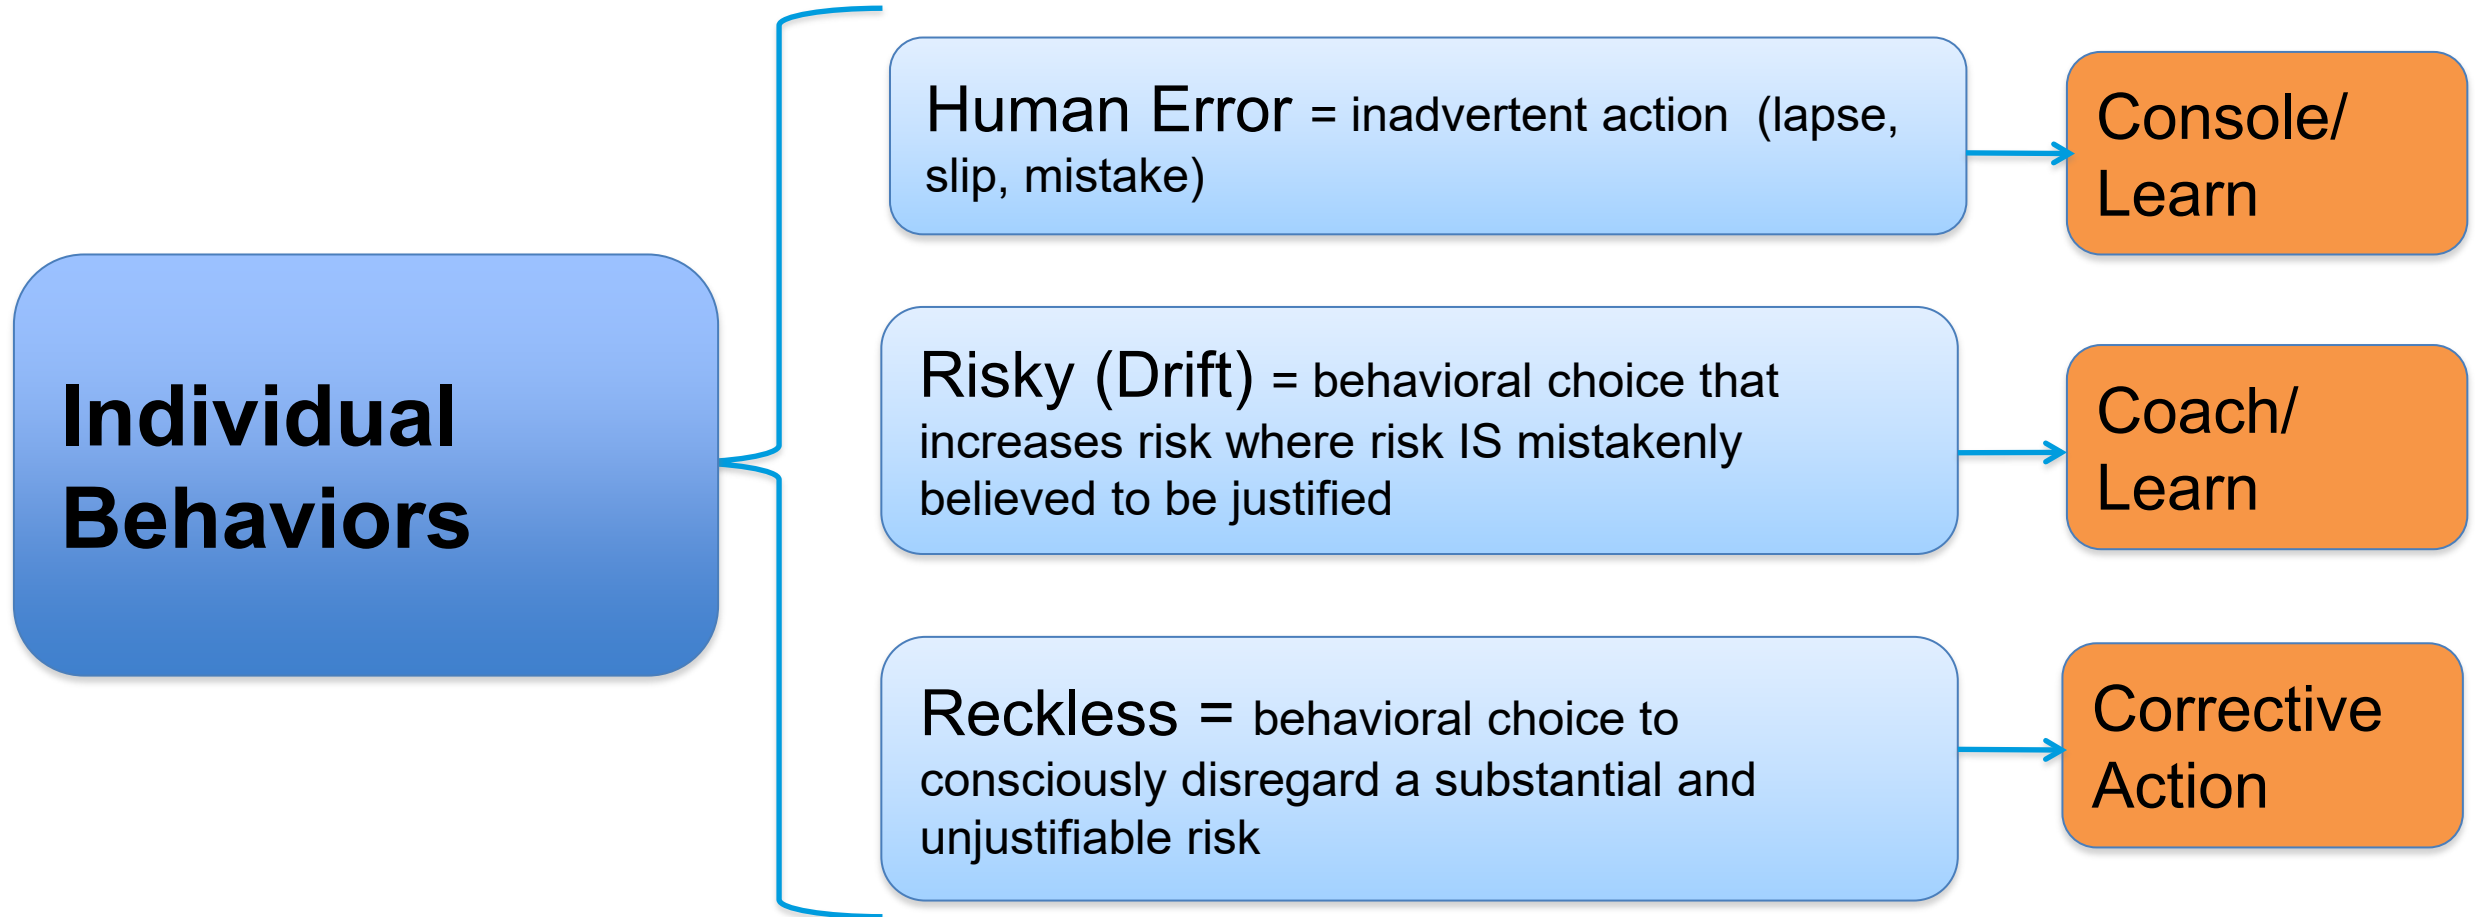 Individual
Behaviors
Human Error = inadvertent action  (lapse,
slip, mistake)
Console/
Learn
Risky (Drift) = behavioral choice that
increases risk where risk IS mistakenly
believed to be justified
Coach/
Learn
Reckless = behavioral choice to
consciously disregard a substantial and
unjustifiable risk
Corrective
Action